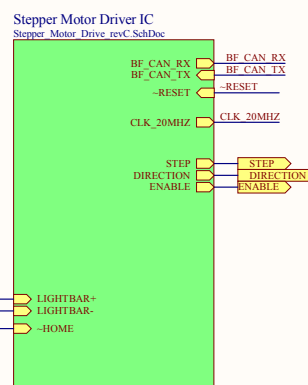 Stepper Motor Driver IC
Stepper_Motor_Drive_revC.SchDoc
BF_CAN_RX BF_CAN_RX
BF_CAN_TX BF_CAN_TX
~RESET ~RESET
CLK_20MHZ CLK_20MHZ
STEP STEP
DIRECTION DIRECTION
ENABLE ENABLE
LIGHTBAR+
LIGHTBAR-
~HOME